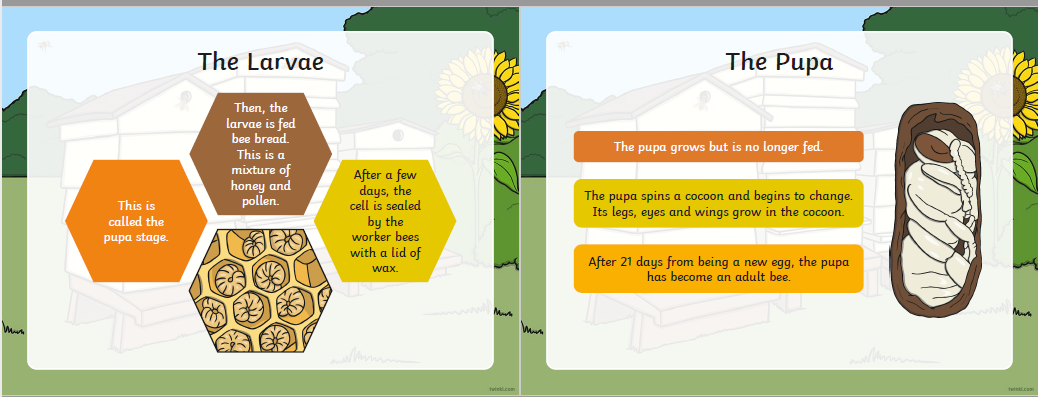 The Larvae
Then, the
larvae is fed
bee bread.
This is a
mixture of
honey and
pollen.
After a few
days, the
cell is sealed
by the
worker bees
with a lid of
wax.
This is
called the
pupa stage.
twinkl.com
The Pupa
The pupa grows but is no longer fed.
The pupa spins a cocoon and begins to change.
Its legs, eyes and wings grow in the cocoon.
After 21 days from being a new egg, the pupa
has become an adult bee.
twinkl.com